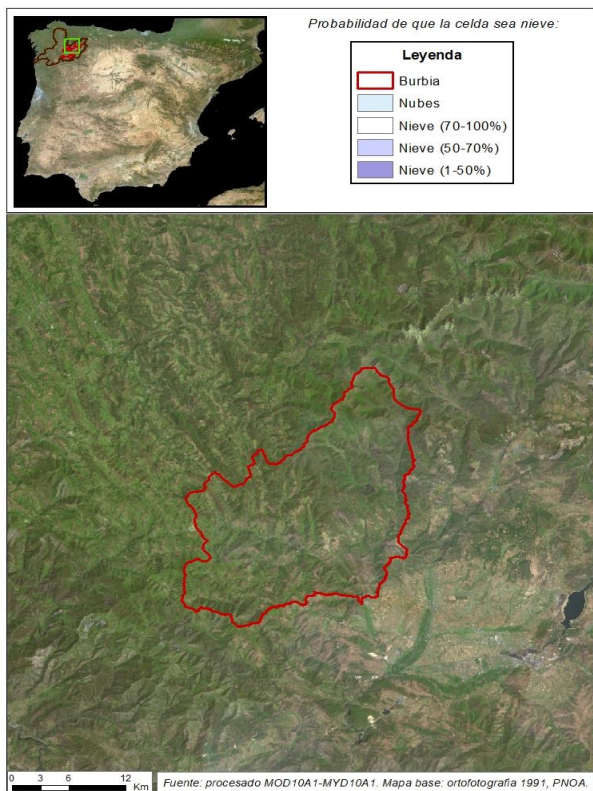 Probabilidad de que la celda sea nieve:
Leyenda
Burbia
Nubes
Nieve (70-100%)
Nieve (50-70%)
Nieve (1-50%)
0 3 6 12
Km
Fuente: procesado MOD10A1-MYD10A1. Mapa base: ortofotografía 1991, PNOA.